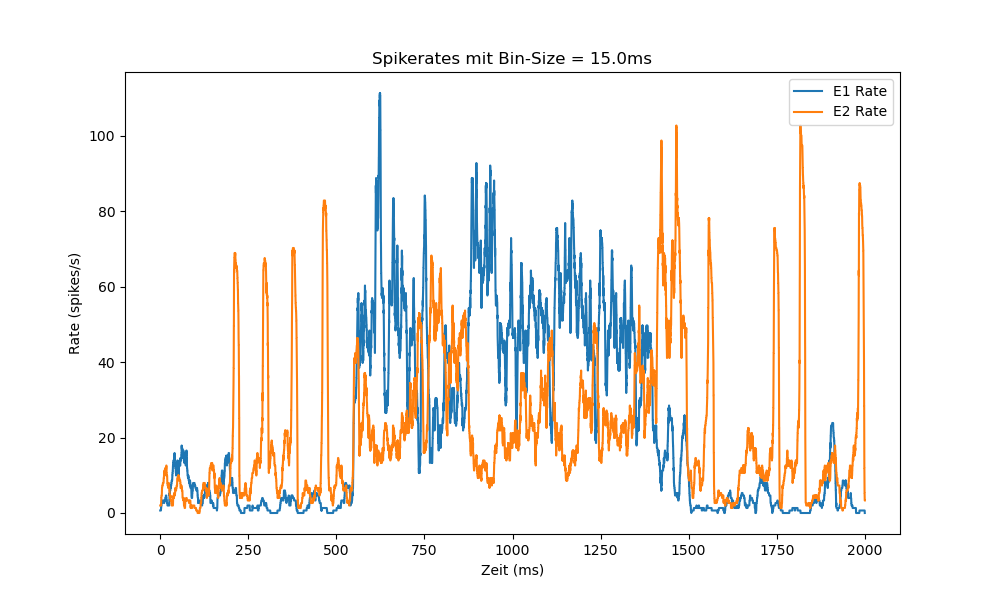 Spikerates mit Bin-Size = 15.0ms
E1 Rate
E2 Rate
Rate (spikes/s)
100
80
60
40
20
0
0 250 500 750 1000 1250 1500 1750 2000
Zeit (ms)